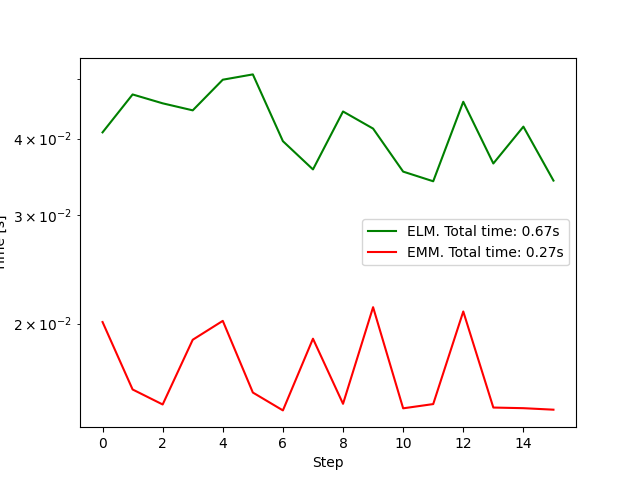 4 × 10⁻²
3 × 10⁻²
2 × 10⁻²
Time [s]
ELM. Total time: 0.67s
EMM. Total time: 0.27s
0 2 4 6 8 10 12 14
Step